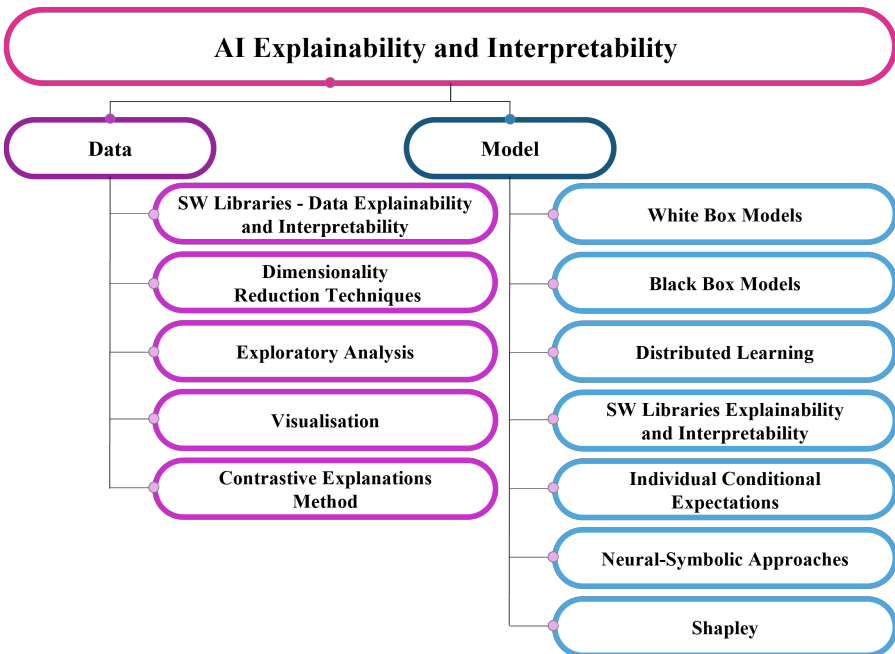 AI Explainability and Interpretability
Data
SW Libraries - Data Explainability
and Interpretability
Dimensionality
Reduction Techniques
Exploratory Analysis
Visualisation
Contrastive Explanations
Method
Model
White Box Models
Black Box Models
Distributed Learning
SW Libraries Explainability
and Interpretability
Individual Conditional
Expectations
Neural-Symbolic Approaches
Shapley